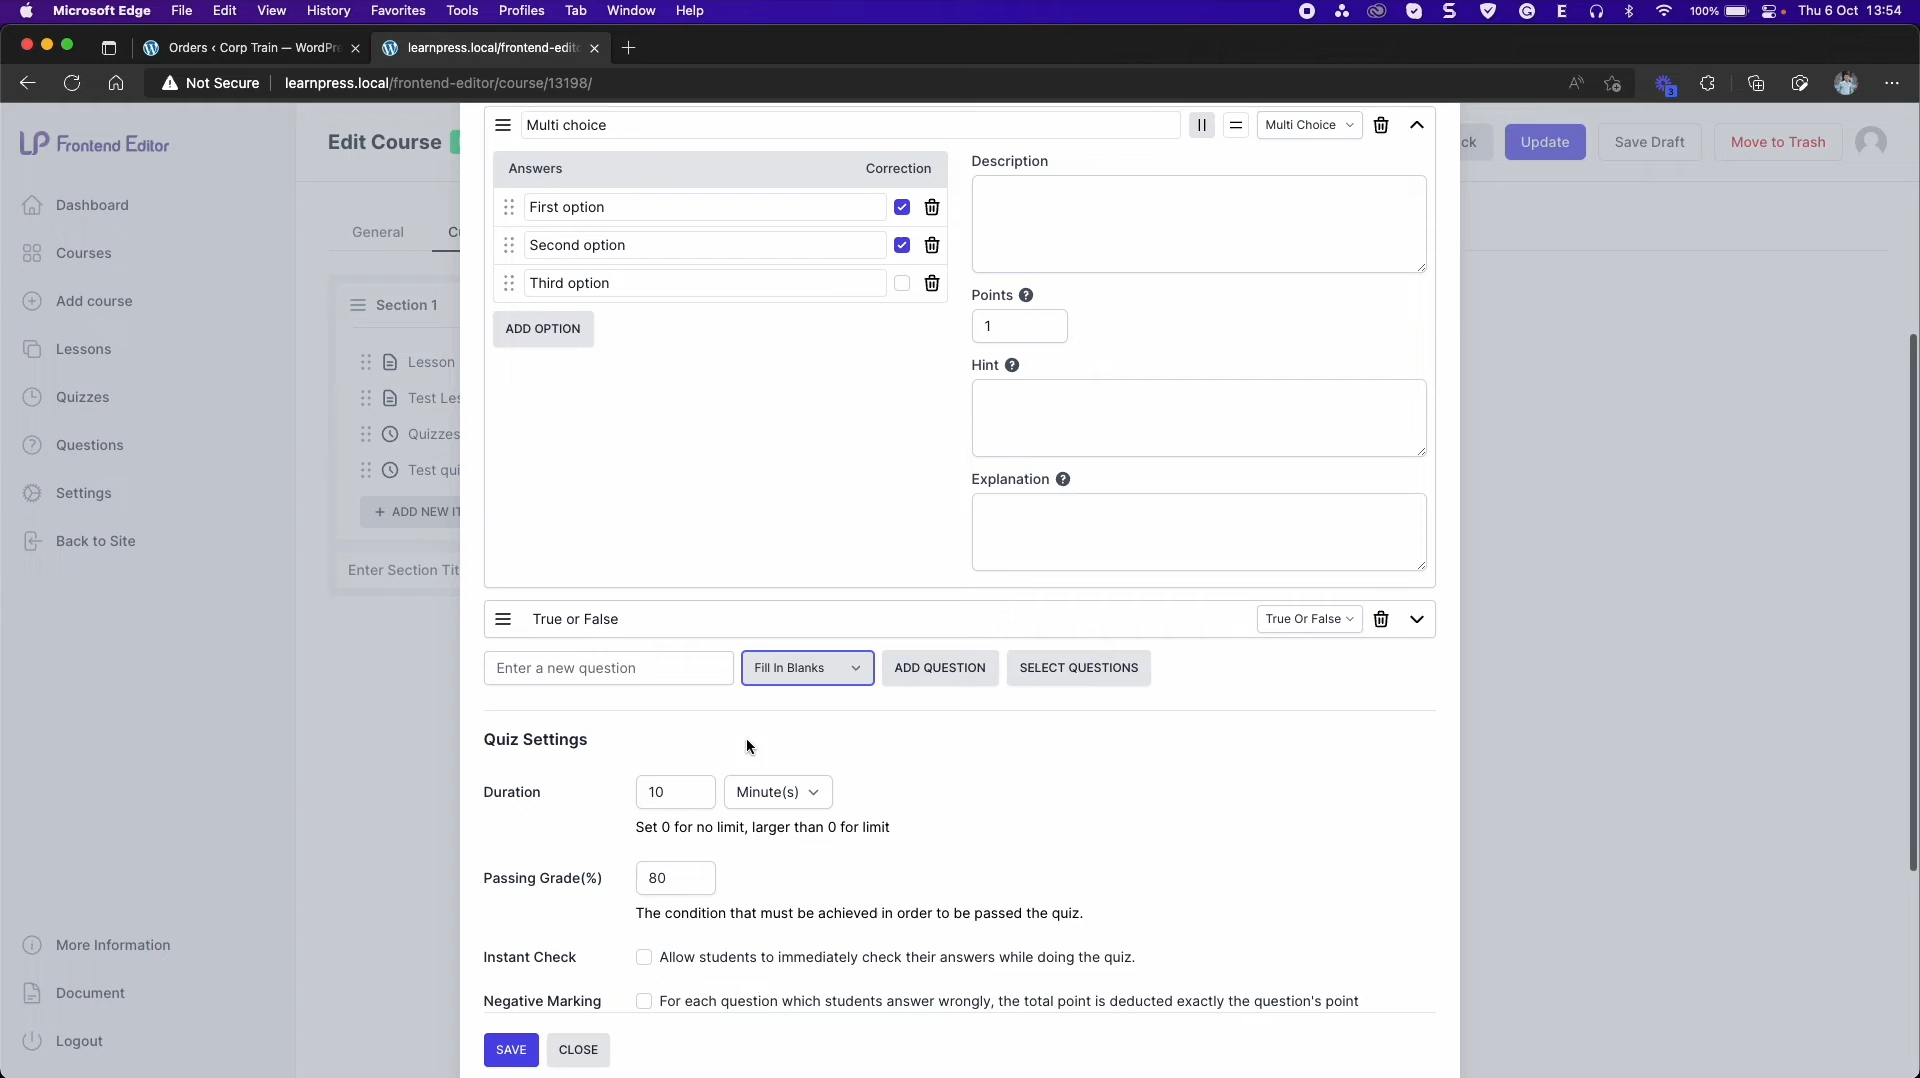 Microsoft Edge File Edit View History Favorites Tools Profiles Tab Window Help
100% Thu 6 Oct 13:54
Orders ‹ Corp Train — WordPre
learnpress.local/frontend-edito
Not Secure learnpress.local/frontend-editor/course/13198/
3
LP Frontend Editor
Dashboard
Courses
Add course
Lessons
Quizzes
Questions
Settings
Back to Site
More Information
Document
Logout
Edit Course
ck
Update
Save Draft
Move to Trash
General
Section 1
Lesson
Test Les
Quizzes
Test qui
+ ADD NEW IT
Enter Section Tit
Multi choice
Multi Choice
Answers Correction
First option
Second option
Third option
ADD OPTION
Description
Points ?
1
Hint ?
Explanation ?
True or False
True Or False
Enter a new question
Fill In Blanks
ADD QUESTION
SELECT QUESTIONS
Quiz Settings
Duration
10
Minute(s)
Set 0 for no limit, larger than 0 for limit
Passing Grade(%)
80
The condition that must be achieved in order to be passed the quiz.
Instant Check
Allow students to immediately check their answers while doing the quiz.
Negative Marking
For each question which students answer wrongly, the total point is deducted exactly the question's point
SAVE
CLOSE